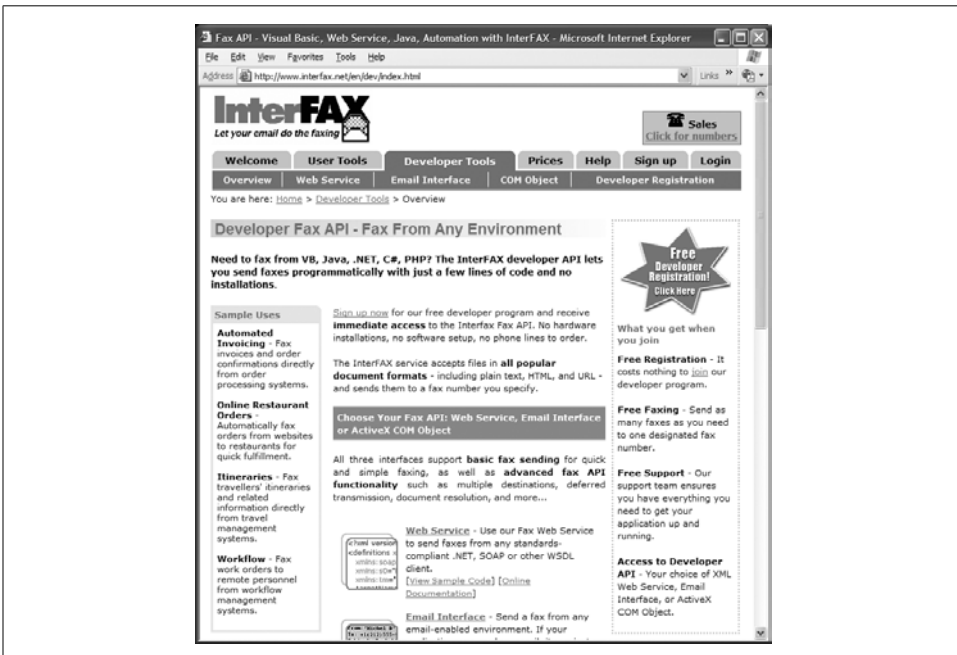 Fax API - Visual Basic, Web Service, Java, Automation with InterFAX - Microsoft Internet Explorer
File Edit View Favorites Tools Help
Address http://www.interfax.net/en/dev/index.html Links »
InterFAX
Let your email do the faxing
Sales
Click for numbers
Welcome User Tools Developer Tools Prices Help Sign up Login
Overview Web Service Email Interface COM Object Developer Registration
You are here: Home > Developer Tools > Overview
Developer Fax API - Fax From Any Environment
Need to fax from VB, Java, .NET, C#, PHP? The InterFAX developer API lets
you send faxes programmatically with just a few lines of code and no
installations.
Sample Uses
Automated
Invoicing - Fax
invoices and order
confirmations directly
from order
processing systems.
Online Restaurant
Orders -
Automatically fax
orders from websites
to restaurants for
quick fulfillment.
Itineraries - Fax
travellers' itineraries
and related
information directly
from travel
management
systems.
Workflow - Fax
work orders to
remote personnel
from workflow
management
systems.
Sign up now for our free developer program and receive
immediate access to the Interfax Fax API. No hardware
installations, no software setup, no phone lines to order.
The InterFAX service accepts files in all popular
document formats - including plain text, HTML, and URL -
and sends them to a fax number you specify.
Choose Your Fax API: Web Service, Email Interface
or ActiveX COM Object
All three interfaces support basic fax sending for quick
and simple faxing, as well as advanced fax API
functionality such as multiple destinations, deferred
transmission, document resolution, and more...
<?xml version
<definitions x
xmlns:soap
Web Service - Use our Fax Web Service
to send faxes from any standards-
compliant .NET, SOAP or other WSDL
client.
[View Sample Code] [Online
Documentation]
Email Interface - Send a fax from any
email-enabled environment. If your
Free
Developer
Registration!
Click Here
What you get when
you join
Free Registration - It
costs nothing to join our
developer program.
Free Faxing - Send as
many faxes as you need
to one designated fax
number.
Free Support - Our
support team ensures
you have everything you
need to get your
application up and
running.
Access to Developer
API - Your choice of XML
Web Service, Email
Interface, or ActiveX
COM Object.